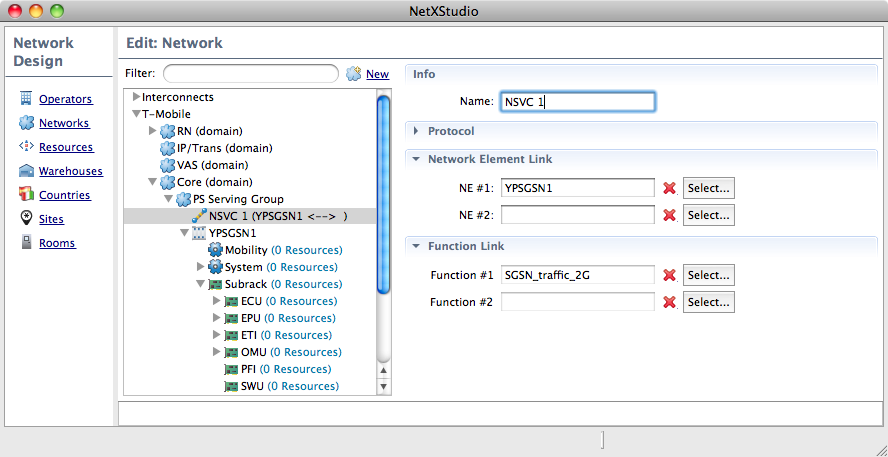 NetXStudio
Network
Design
Operators
Networks
Resources
Warehouses
Countries
Sites
Rooms
Edit: Network
Filter:
New
Interconnects
T-Mobile
RN (domain)
IP/Trans (domain)
VAS (domain)
Core (domain)
PS Serving Group
NSVC 1 (YPSGSN1 <--> )
YPSGSN1
Mobility (0 Resources)
System (0 Resources)
Subrack (0 Resources)
ECU (0 Resources)
EPU (0 Resources)
ETI (0 Resources)
OMU (0 Resources)
PFI (0 Resources)
SWU (0 Resources)
Info
Name: NSVC 1
Protocol
Network Element Link
NE #1: YPSGSN1 Select...
NE #2: Select...
Function Link
Function #1 SGSN_traffic_2G Select...
Function #2 Select...